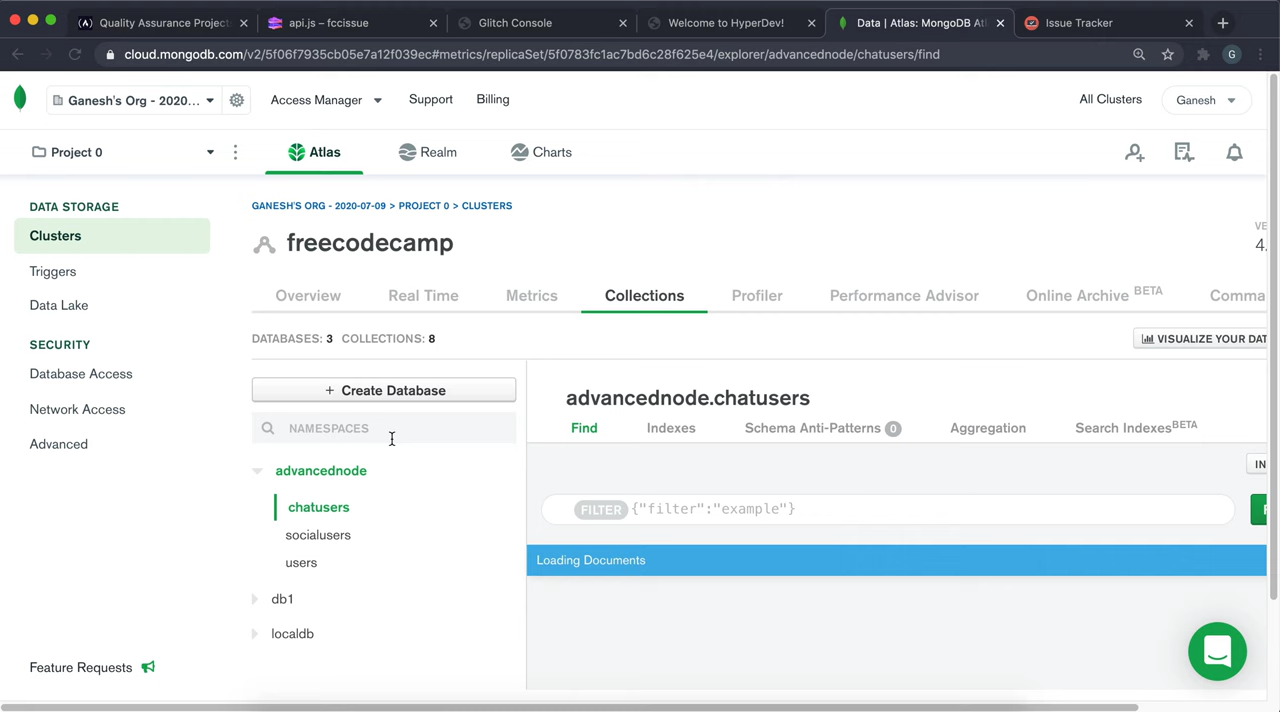 Quality Assurance Projects
api.js – fccissue
Glitch Console
Welcome to HyperDev!
Data | Atlas: MongoDB Atl
Issue Tracker
cloud.mongodb.com/v2/5f06f7935cb05e7a12f039ec#metrics/replicaSet/5f0783fc1ac7bd6c28f625e4/explorer/advancednode/chatusers/find
G
Ganesh's Org - 2020...
Access Manager
Support
Billing
All Clusters
Ganesh
Project 0
Atlas
Realm
Charts
DATA STORAGE
Clusters
Triggers
Data Lake
SECURITY
Database Access
Network Access
Advanced
Feature Requests
GANESH'S ORG - 2020-07-09 > PROJECT 0 > CLUSTERS
freecodecamp
VE
4.
Overview
Real Time
Metrics
Collections
Profiler
Performance Advisor
Online Archive BETA
Comma
DATABASES: 3 COLLECTIONS: 8
VISUALIZE YOUR DAT
+ Create Database
NAMESPACES
advancednode
chatusers
socialusers
users
db1
localdb
advancednode.chatusers
Find
Indexes
Schema Anti-Patterns 0
Aggregation
Search Indexes BETA
IN
FILTER {"filter":"example"}
F
Loading Documents